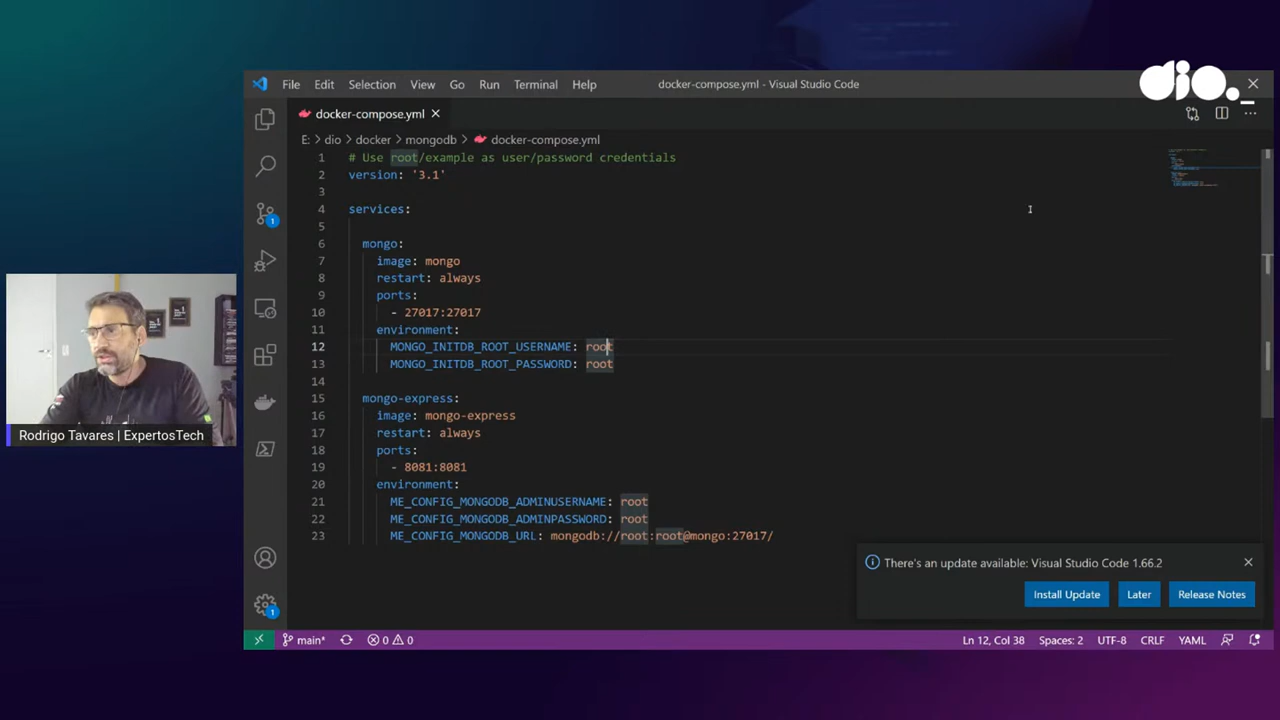 dio.
File Edit Selection View Go Run Terminal Help docker-compose.yml - Visual Studio Code
docker-compose.yml
E: > dio > docker > mongodb > docker-compose.yml
1 # Use root/example as user/password credentials
2 version: '3.1'
3
4 services:
5
6 mongo:
7 image: mongo
8 restart: always
9 ports:
10 - 27017:27017
11 environment:
12 MONGO_INITDB_ROOT_USERNAME: root
13 MONGO_INITDB_ROOT_PASSWORD: root
14
15 mongo-express:
16 image: mongo-express
17 restart: always
18 ports:
19 - 8081:8081
20 environment:
21 ME_CONFIG_MONGODB_ADMINUSERNAME: root
22 ME_CONFIG_MONGODB_ADMINPASSWORD: root
23 ME_CONFIG_MONGODB_URL: mongodb://root:root@mongo:27017/
1
1
Rodrigo Tavares | ExpertosTech
There's an update available: Visual Studio Code 1.66.2
Install Update Later Release Notes
main* 0 0 Ln 12, Col 38 Spaces: 2 UTF-8 CRLF YAML